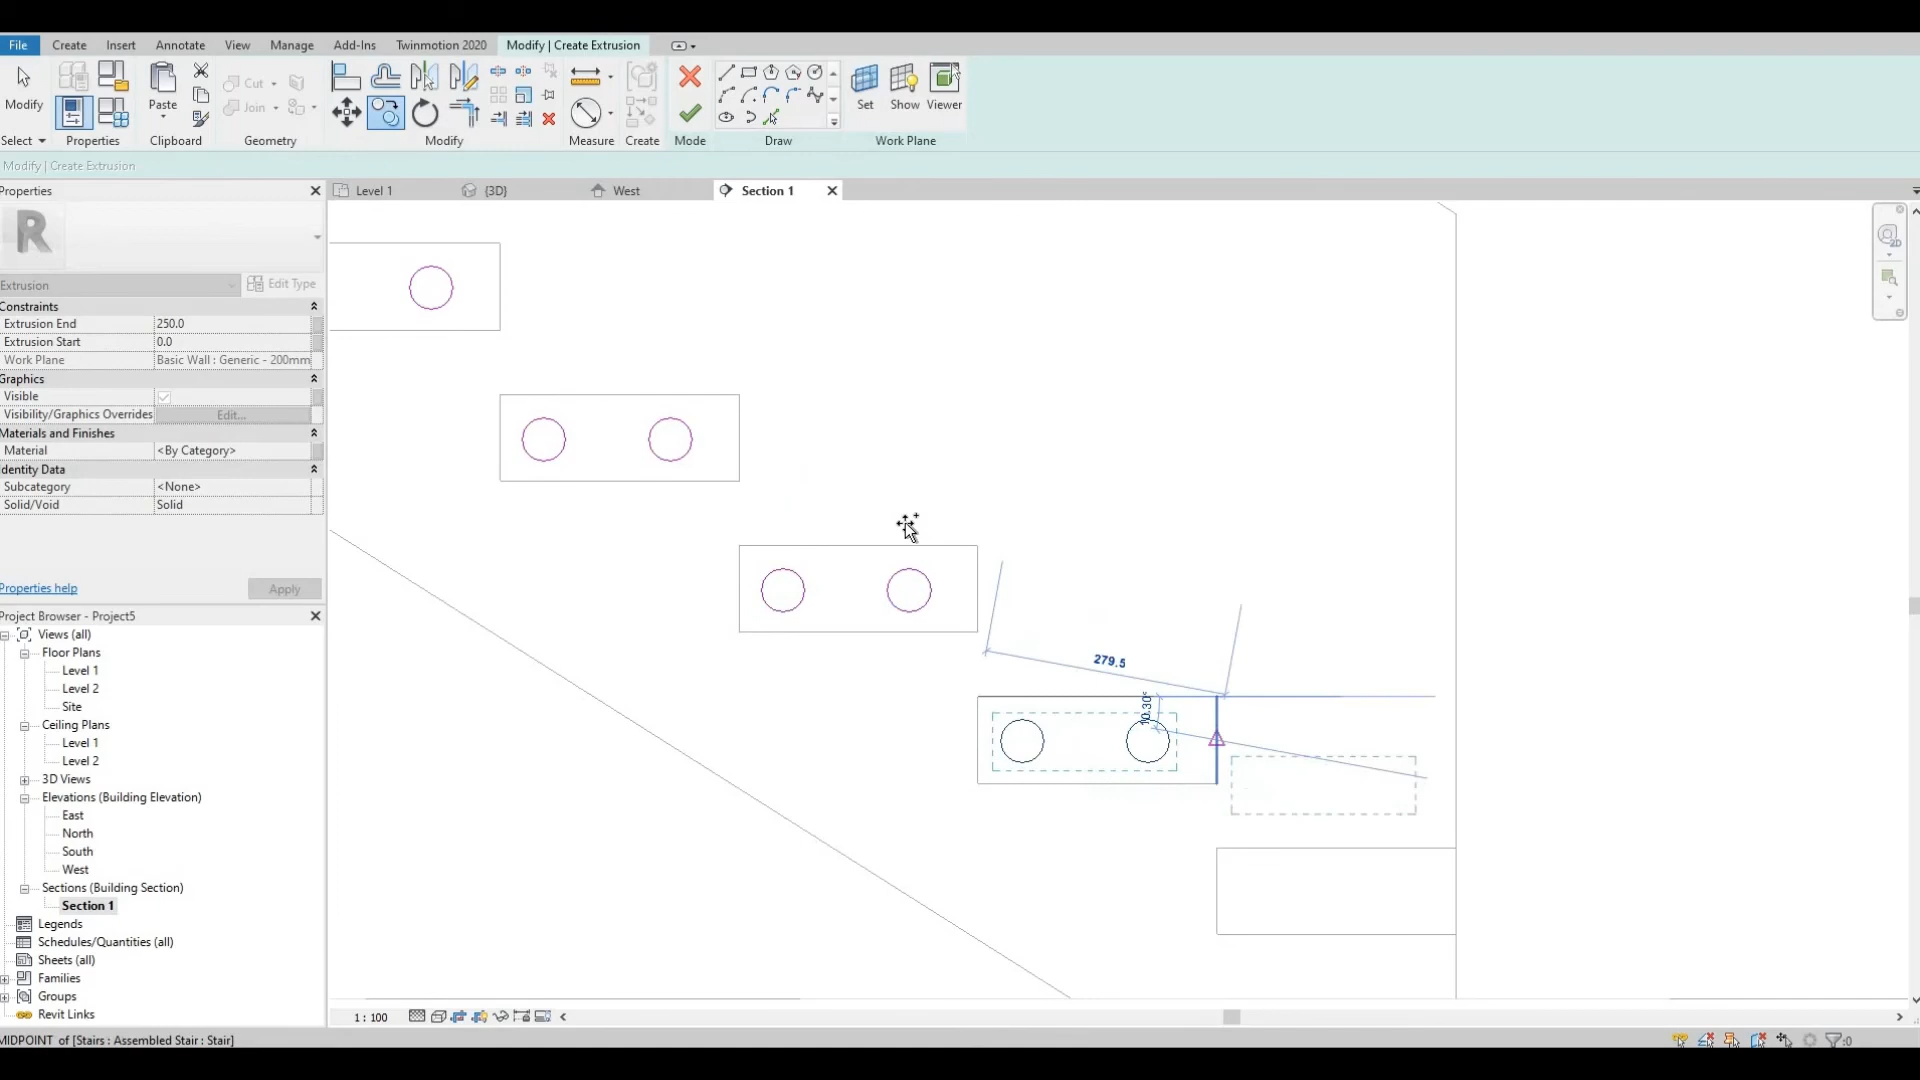 File Create Insert Annotate View Manage Add-Ins Twinmotion 2020 Modify | Create Extrusion
Modify Paste Cut Join Set Show Viewer
Select Properties Clipboard Geometry Modify Measure Create Mode Draw Work Plane
Modify | Create Extrusion
Properties
Level 1 {3D} West Section 1
Extrusion Edit Type
Constraints
Extrusion End 250.0
Extrusion Start 0.0
Work Plane Basic Wall : Generic - 200mm
Graphics
Visible
Visibility/Graphics Overrides Edit...
Materials and Finishes
Material <By Category>
Identity Data
Subcategory <None>
Solid/Void Solid
Properties help Apply
Project Browser - Project5
Views (all)
Floor Plans
Level 1
Level 2
Site
Ceiling Plans
Level 1
Level 2
3D Views
Elevations (Building Elevation)
East
North
South
West
Sections (Building Section)
Section 1
Legends
Schedules/Quantities (all)
Sheets (all)
Families
Groups
Revit Links
279.5
10.30°
2D
1 : 100
MIDPOINT of [Stairs : Assembled Stair : Stair]
:0